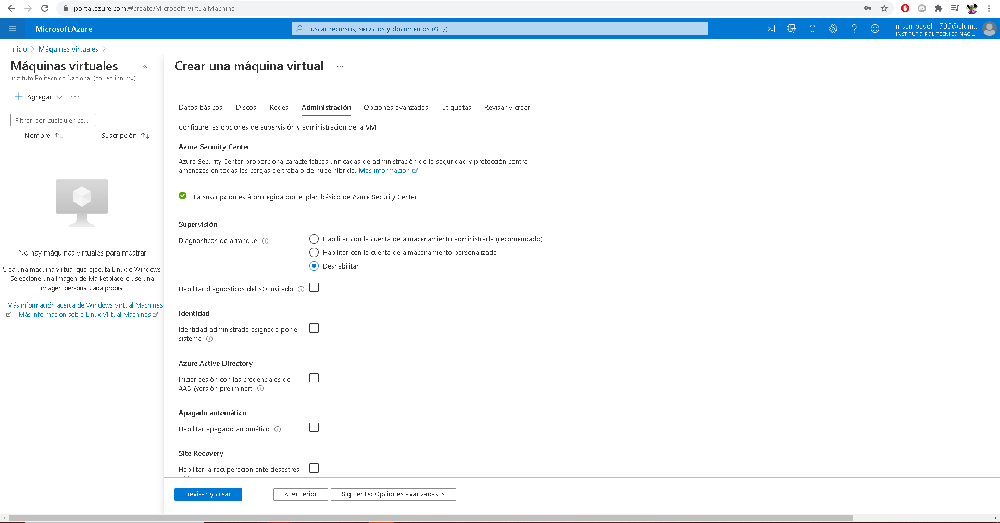 portal.azure.com/#create/Microsoft.VirtualMachine
Microsoft Azure
Buscar recursos, servicios y documentos (G+/)
msampayoh1700@alum...
INSTITUTO POLITECNICO NACI...
Inicio > Máquinas virtuales >
Máquinas virtuales
Instituto Politecnico Nacional (correo.ipn.mx)
Agregar
Filtrar por cualquier ca...
Nombre
Suscripción
No hay máquinas virtuales para mostrar
Crea una máquina virtual que ejecuta Linux o Windows.
Seleccione una imagen de Marketplace o use una
imagen personalizada propia.
Más información acerca de Windows Virtual Machines
Más información sobre Linux Virtual Machines
Crear una máquina virtual
...
Datos básicos
Discos
Redes
Administración
Opciones avanzadas
Etiquetas
Revisar y crear
Configure las opciones de supervisión y administración de la VM.
Azure Security Center
Azure Security Center proporciona características unificadas de administración de la seguridad y protección contra
amenazas en todas las cargas de trabajo de nube híbrida. Más información
La suscripción está protegida por el plan básico de Azure Security Center.
Supervisión
Diagnósticos de arranque
Habilitar con la cuenta de almacenamiento administrada (recomendado)
Habilitar con la cuenta de almacenamiento personalizada
Deshabilitar
Habilitar diagnósticos del SO invitado
Identidad
Identidad administrada asignada por el
sistema
Azure Active Directory
Iniciar sesión con las credenciales de
AAD (versión preliminar)
Apagado automático
Habilitar apagado automático
Site Recovery
Habilitar la recuperación ante desastres
Revisar y crear
< Anterior
Siguiente: Opciones avanzadas >